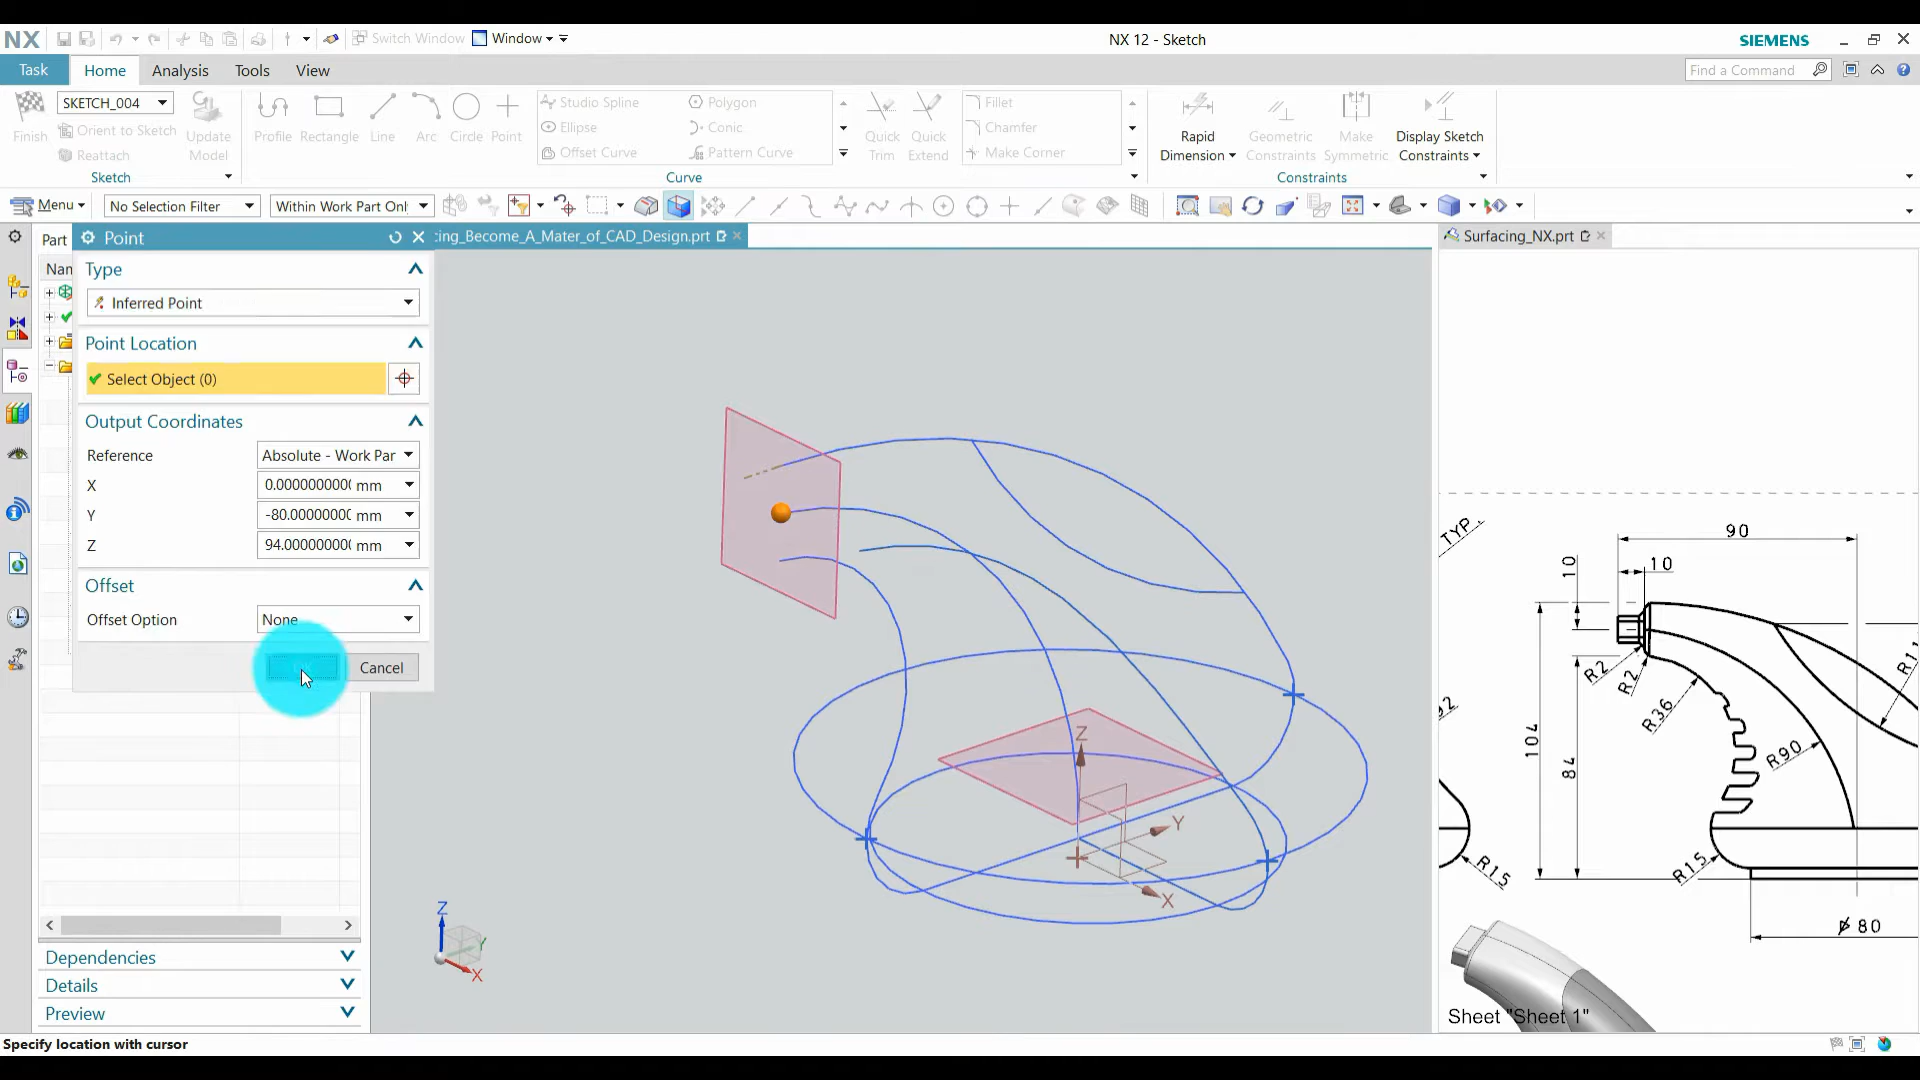 NX
Switch Window
Window
NX 12 - Sketch
SIEMENS
Task
Home
Analysis
Tools
View
Find a Command
SKETCH_004
Finish
Orient to Sketch
Reattach
Update
Model
Profile
Rectangle
Line
Arc
Circle
Point
Studio Spline
Ellipse
Offset Curve
Polygon
Conic
Pattern Curve
Quick
Trim
Quick
Extend
Fillet
Chamfer
Make Corner
Rapid
Dimension
Geometric
Constraints
Make
Symmetric
Display Sketch
Constraints
Sketch
Curve
Constraints
Menu
No Selection Filter
Within Work Part Onl
Part
Point
ing_Become_A_Mater_of_CAD_Design.prt
Surfacing_NX.prt
Nam
Type
Inferred Point
Point Location
Select Object (0)
Output Coordinates
Reference
Absolute - Work Par
X
0.000000000( mm
Y
-80.0000000( mm
Z
94.00000000( mm
Offset
Offset Option
None
Cancel
Dependencies
Details
Preview
Specify location with cursor
Z
Y
X
Z
Y
X
TYP.
90
10
10
R2
R2
R36
R90
R11
104
84
R15
R15
⌀ 80
Sheet "Sheet 1"